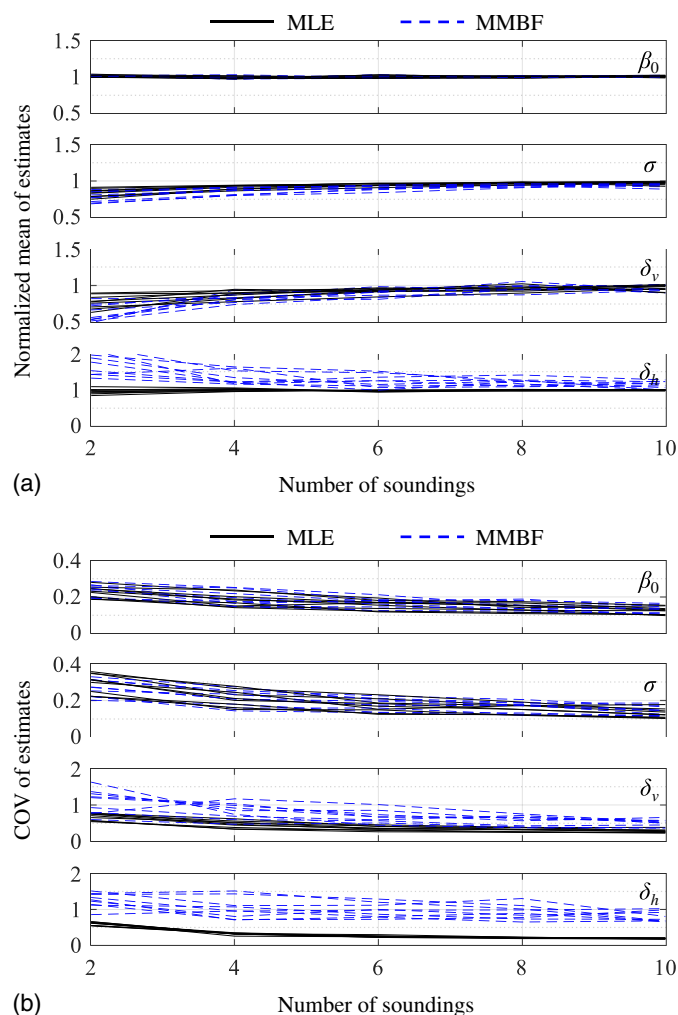 MLE MMBF
1.5
β0
1
0.5
1.5
σ
1
0.5
1.5
δv
1
0.5
2
1
δh
0
2 4 6 8 10
Number of soundings
Normalized mean of estimates
(a)
MLE MMBF
0.4
β0
0.2
0
0.4
σ
0.2
0
2
δv
1
0
2
δh
1
0
2 4 6 8 10
Number of soundings
COV of estimates
(b)